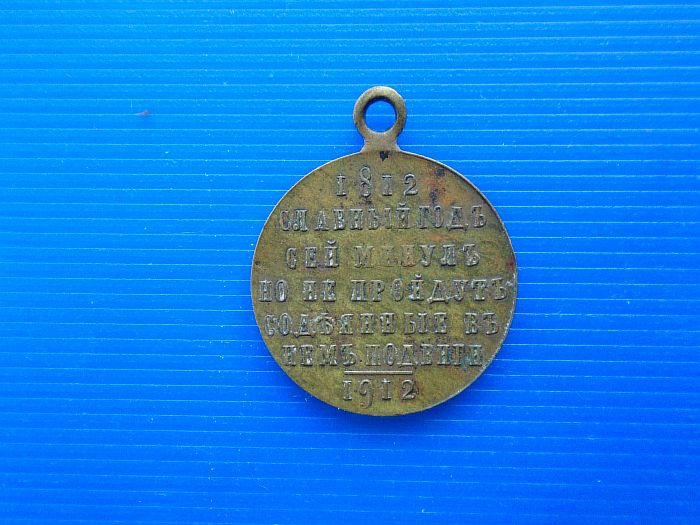 1812
СЛАВНЫЙ ГОДЪ
СЕЙ МИНУЛЪ
НО НЕ ПРОЙДУТЪ
СОДѢЯННЫЕ ВЪ
НЕМЪ ПОДВИГИ
1912